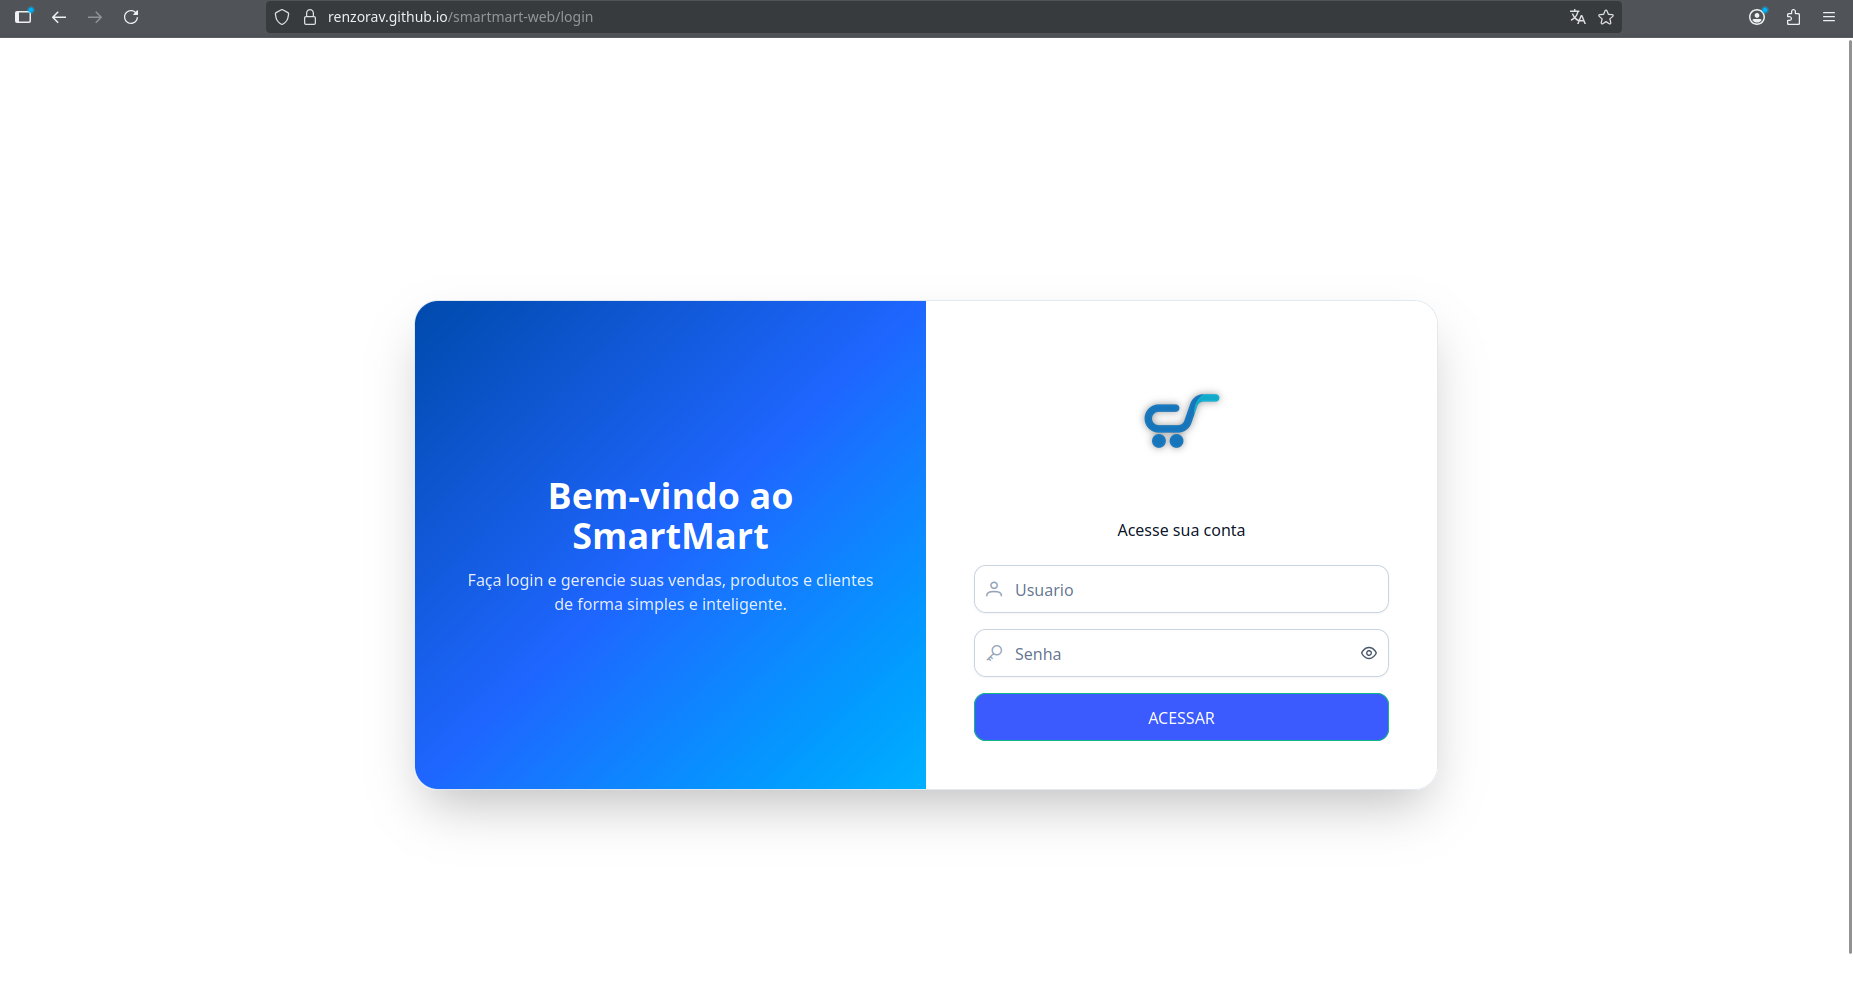 renzorav.github.io/smartmart-web/login
Bem-vindo ao
SmartMart
Faça login e gerencie suas vendas, produtos e clientes
de forma simples e inteligente.
Acesse sua conta
Usuario
Senha
ACESSAR